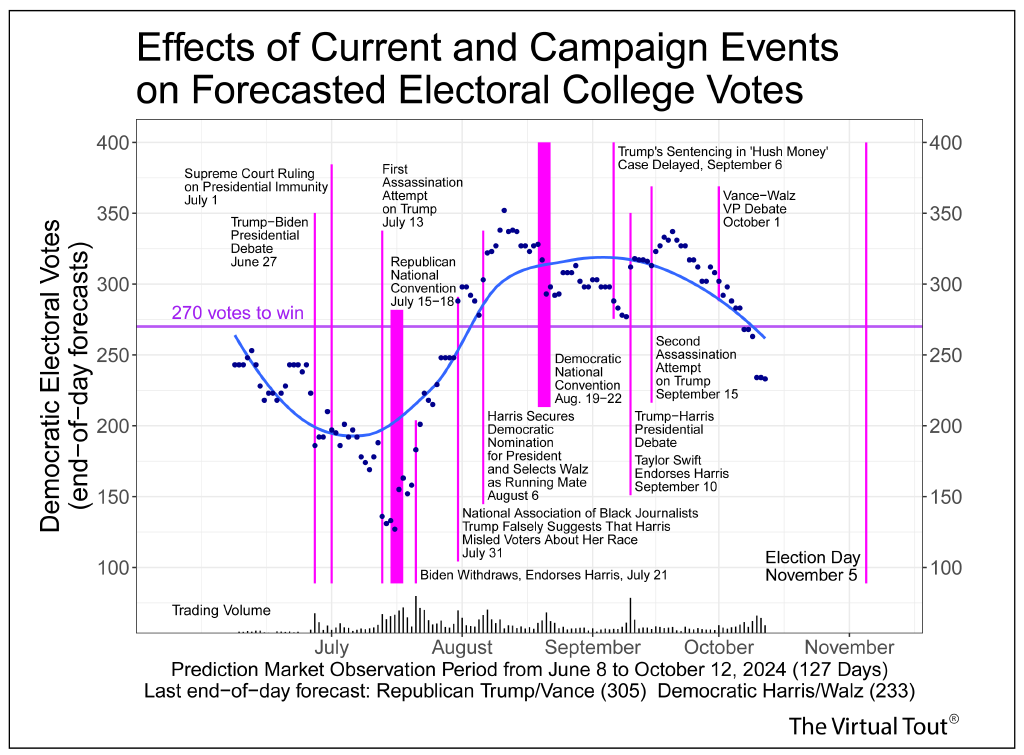 Effects of Current and Campaign Events
on Forecasted Electoral College Votes
Democratic Electoral Votes
(end−of−day forecasts)
400
350
300
250
200
150
100
400
350
300
250
200
150
100
Supreme Court Ruling
on Presidential Immunity
July 1
Trump−Biden
Presidential
Debate
June 27
First
Assassination
Attempt
on Trump
July 13
Republican
National
Convention
July 15−18
Trump's Sentencing in 'Hush Money'
Case Delayed, September 6
Vance−Walz
VP Debate
October 1
270 votes to win
Second
Assassination
Attempt
on Trump
September 15
Democratic
National
Convention
Aug. 19−22
Harris Secures
Democratic
Nomination
for President
and Selects Walz
as Running Mate
August 6
Trump−Harris
Presidential
Debate
Taylor Swift
Endorses Harris
September 10
National Association of Black Journalists
Trump Falsely Suggests That Harris
Misled Voters About Her Race
July 31
Biden Withdraws, Endorses Harris, July 21
Election Day
November 5
Trading Volume
July
August
September
October
November
Prediction Market Observation Period from June 8 to October 12, 2024 (127 Days)
Last end−of−day forecast: Republican Trump/Vance (305) Democratic Harris/Walz (233)
The Virtual Tout®